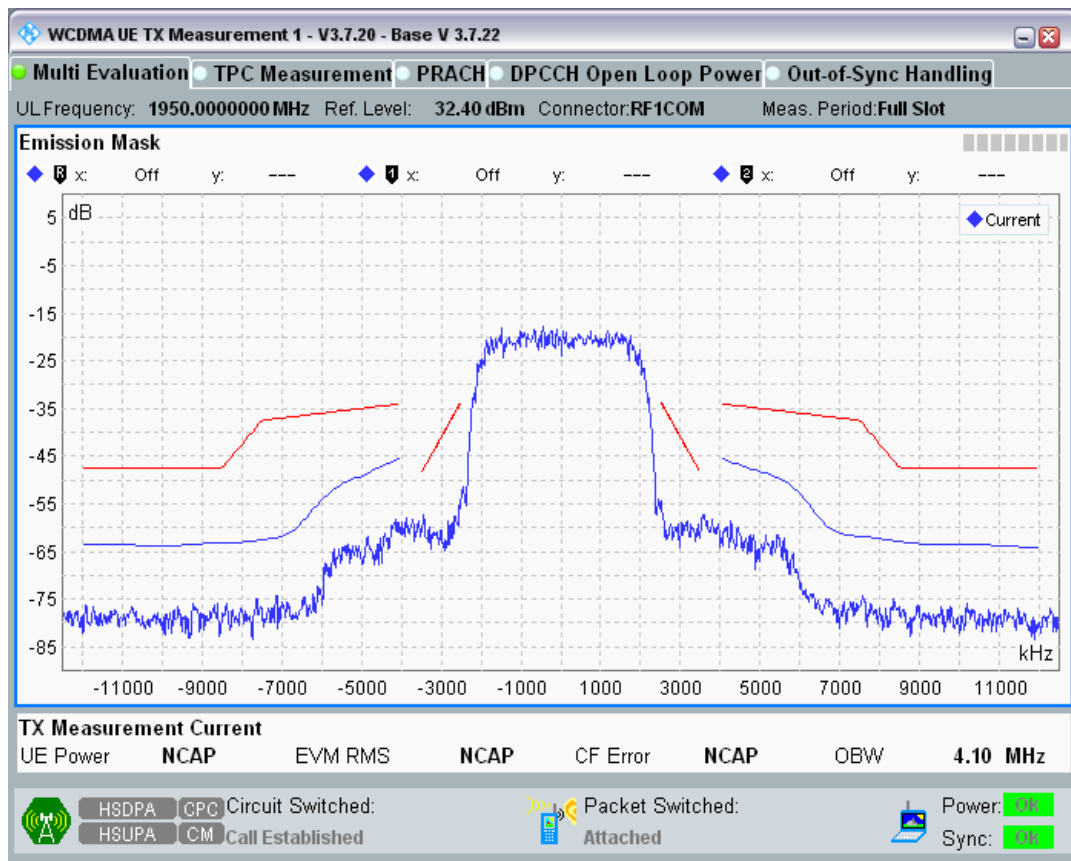 WCDMA UE TX Measurement 1 - V3.7.20 - Base V 3.7.22
Multi Evaluation TPC Measurement PRACH DPCCH Open Loop Power Out-of-Sync Handling
UL Frequency: 1950.0000000 MHz Ref. Level: 32.40 dBm Connector:RF1COM Meas. Period:Full Slot
Emission Mask
R x: Off y: --- 1 x: Off y: --- 2 x: Off y: ---
dB
Current
5
-5
-15
-25
-35
-45
-55
-65
-75
-85
kHz
-11000 -9000 -7000 -5000 -3000 -1000 1000 3000 5000 7000 9000 11000
TX Measurement Current
UE Power NCAP EVM RMS NCAP CF Error NCAP OBW 4.10 MHz
HSDPA CPC Circuit Switched: Packet Switched: Power: Ok
HSUPA CM Call Established Attached Sync: Ok